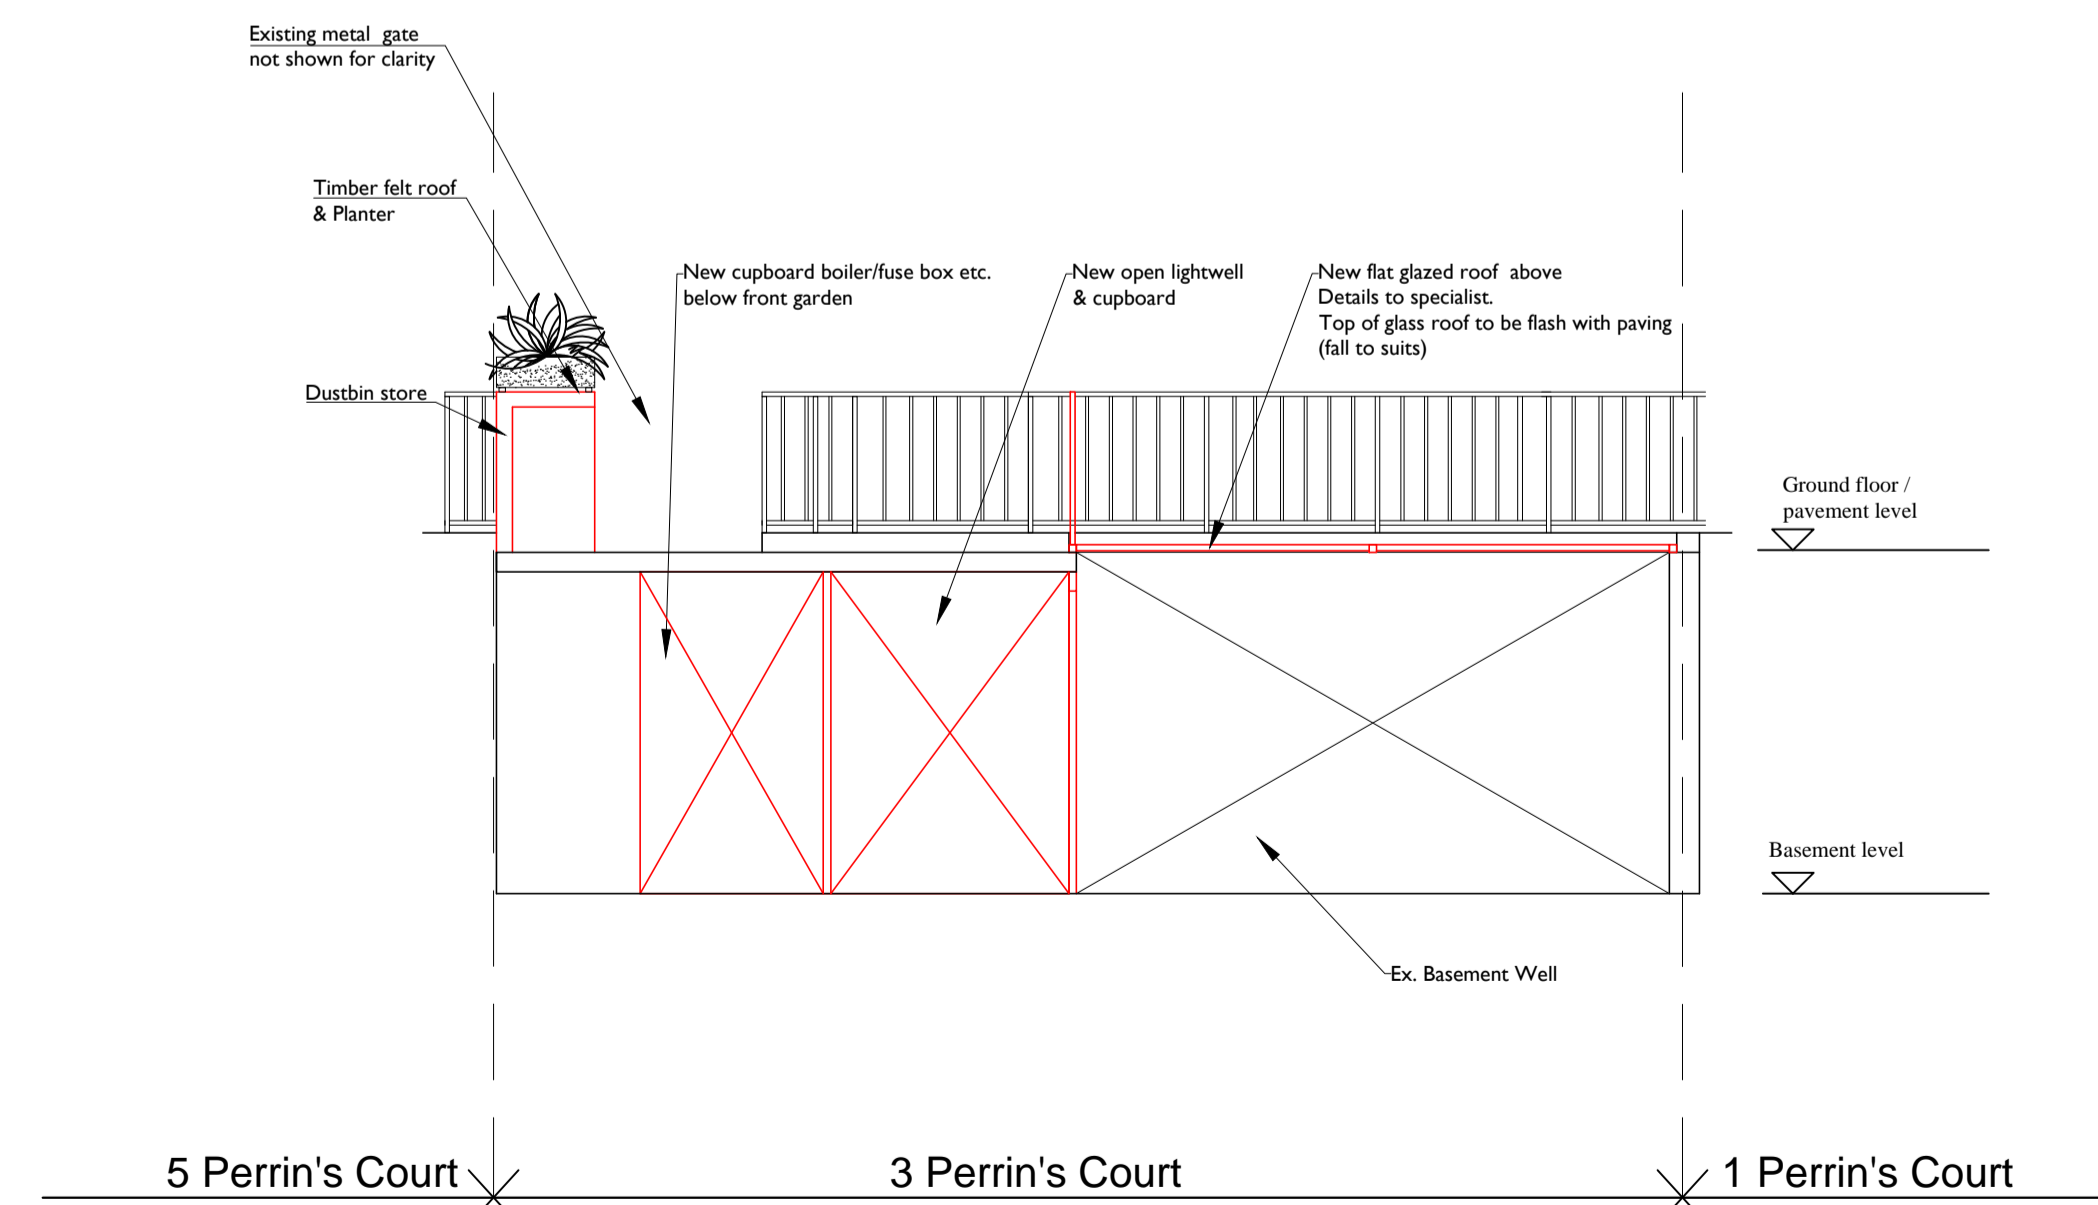 Existing metal gate
not shown for clarity
Timber felt roof
& Planter
New cupboard boiler/fuse box etc.
below front garden
New open lightwell
& cupboard
New flat glazed roof above
Details to specialist.
Top of glass roof to be flash with paving
(fall to suits)
Dustbin store
Ground floor /
pavement level
Basement level
Ex. Basement Well
5 Perrin's Court
3 Perrin's Court
1 Perrin's Court